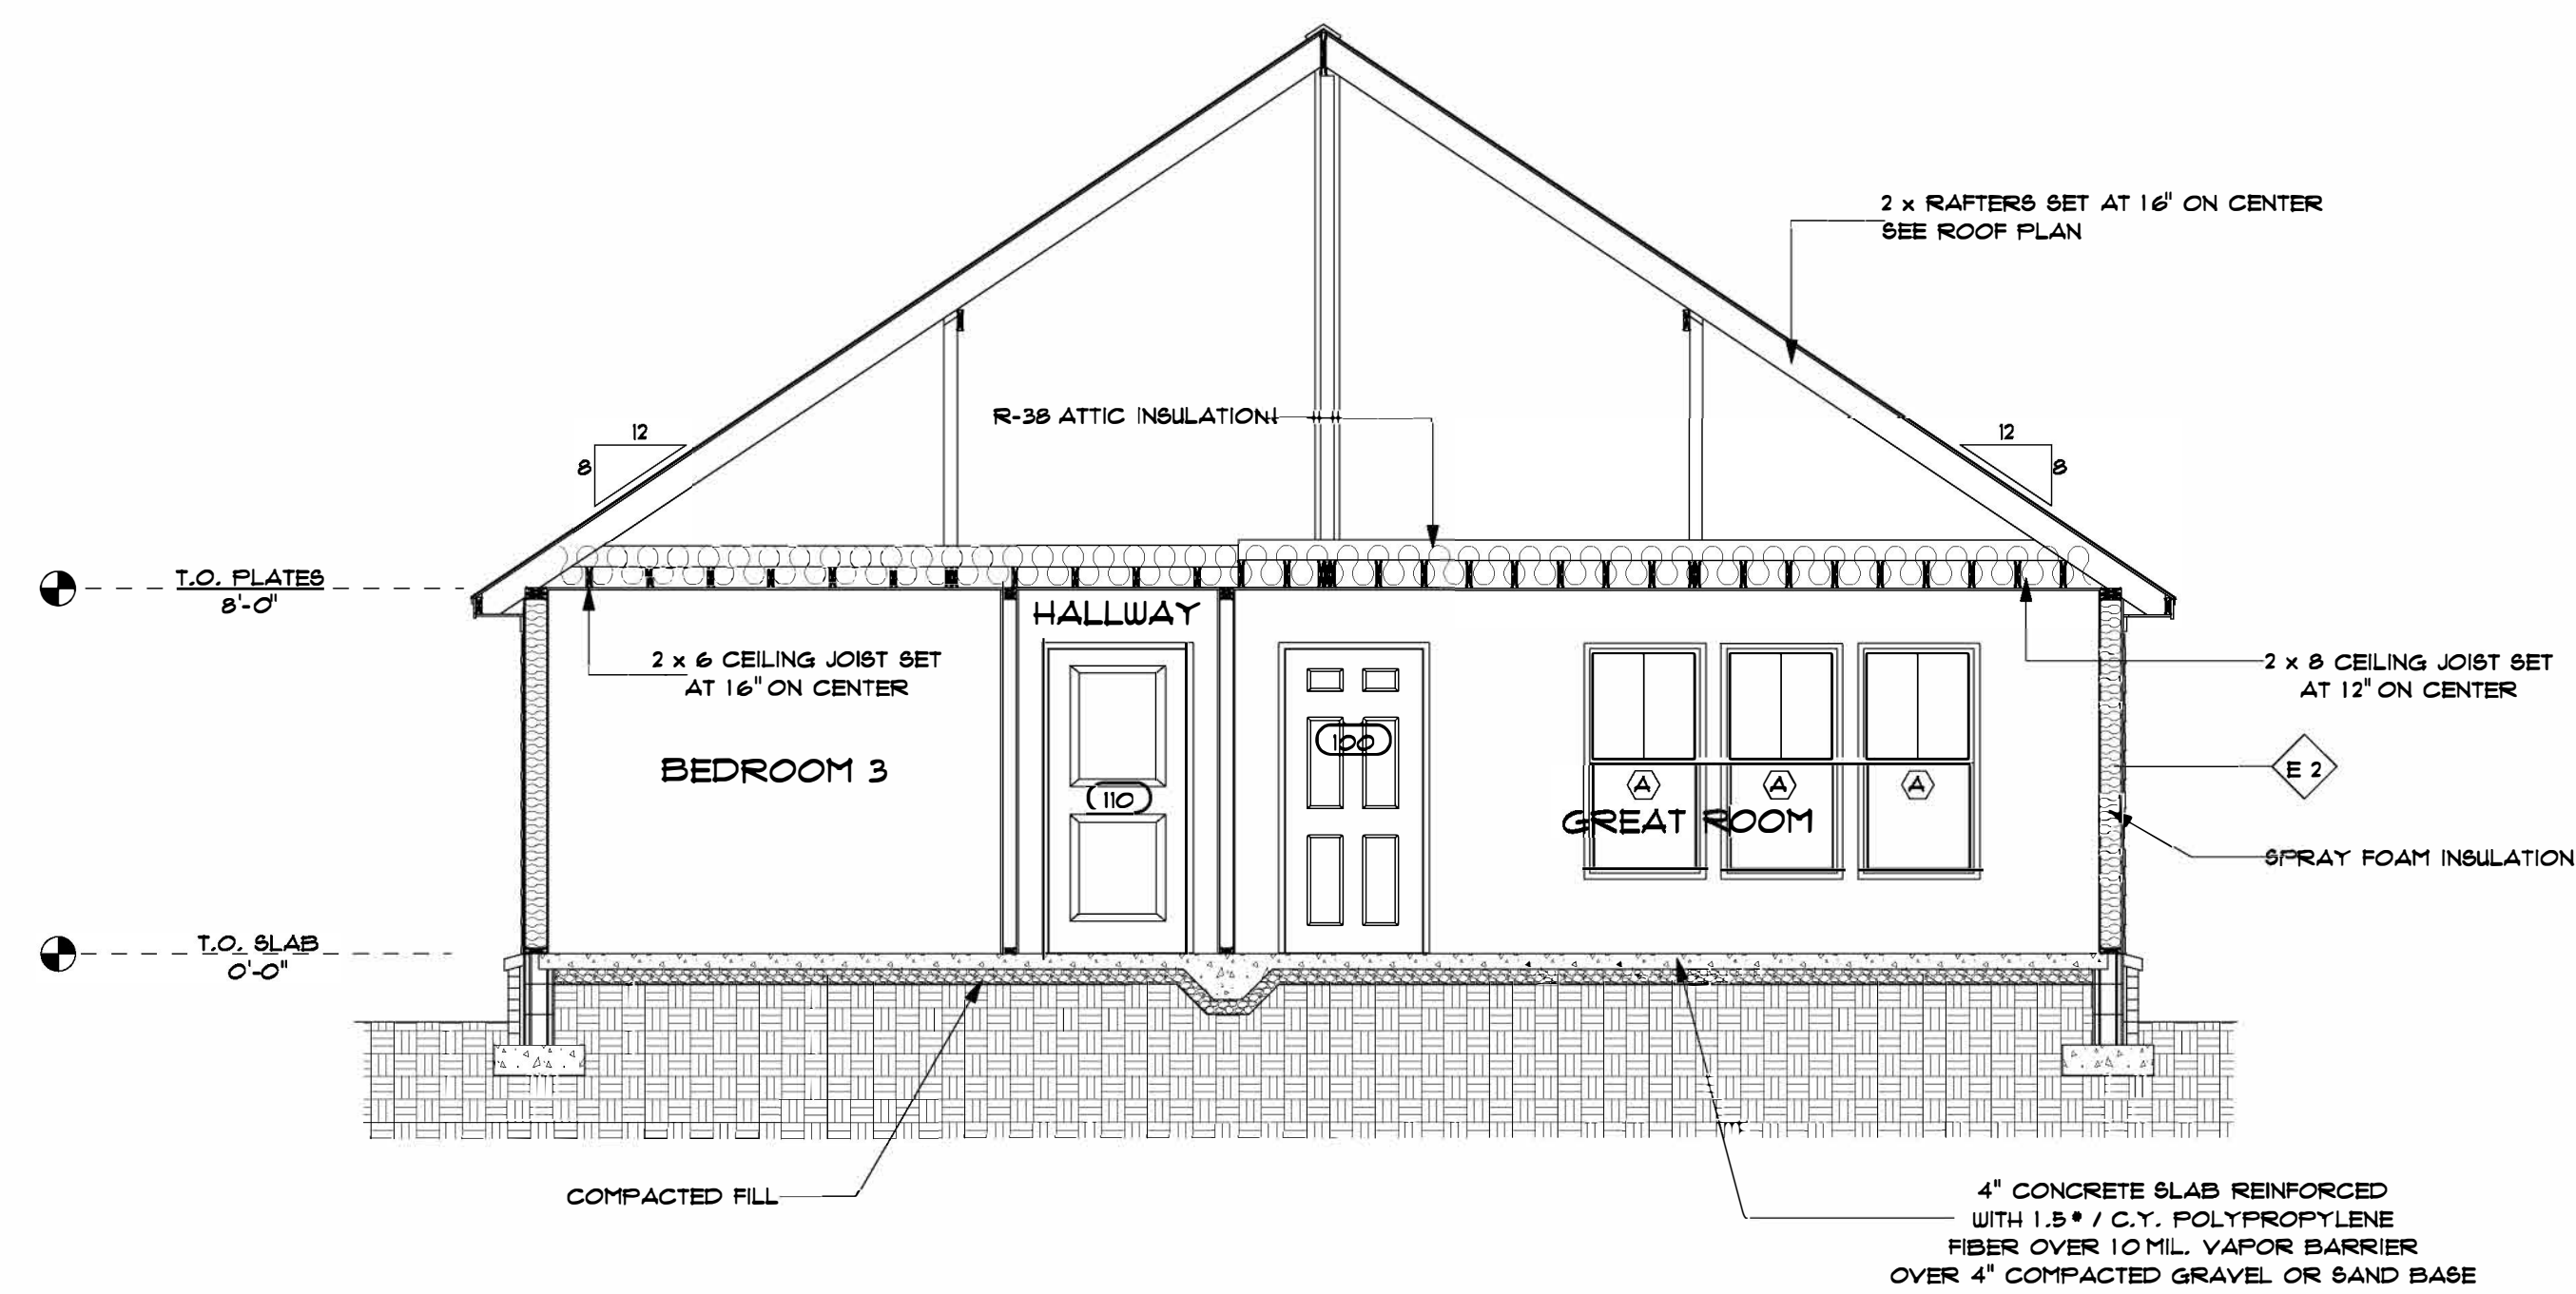 2 x RAFTERS SET AT 16" ON CENTER
SEE ROOF PLAN
R-38 ATTIC INSULATION
12
8
12
8
T.O. PLATES
8'-0"
HALLWAY
2 x 6 CEILING JOIST SET
AT 16" ON CENTER
2 x 8 CEILING JOIST SET
AT 12" ON CENTER
BEDROOM 3
110
100
A
A
A
GREAT ROOM
E 2
SPRAY FOAM INSULATION
T.O. SLAB
0'-0"
COMPACTED FILL
4" CONCRETE SLAB REINFORCED
WITH 1.5# / C.Y. POLYPROPYLENE
FIBER OVER 10 MIL. VAPOR BARRIER
OVER 4" COMPACTED GRAVEL OR SAND BASE